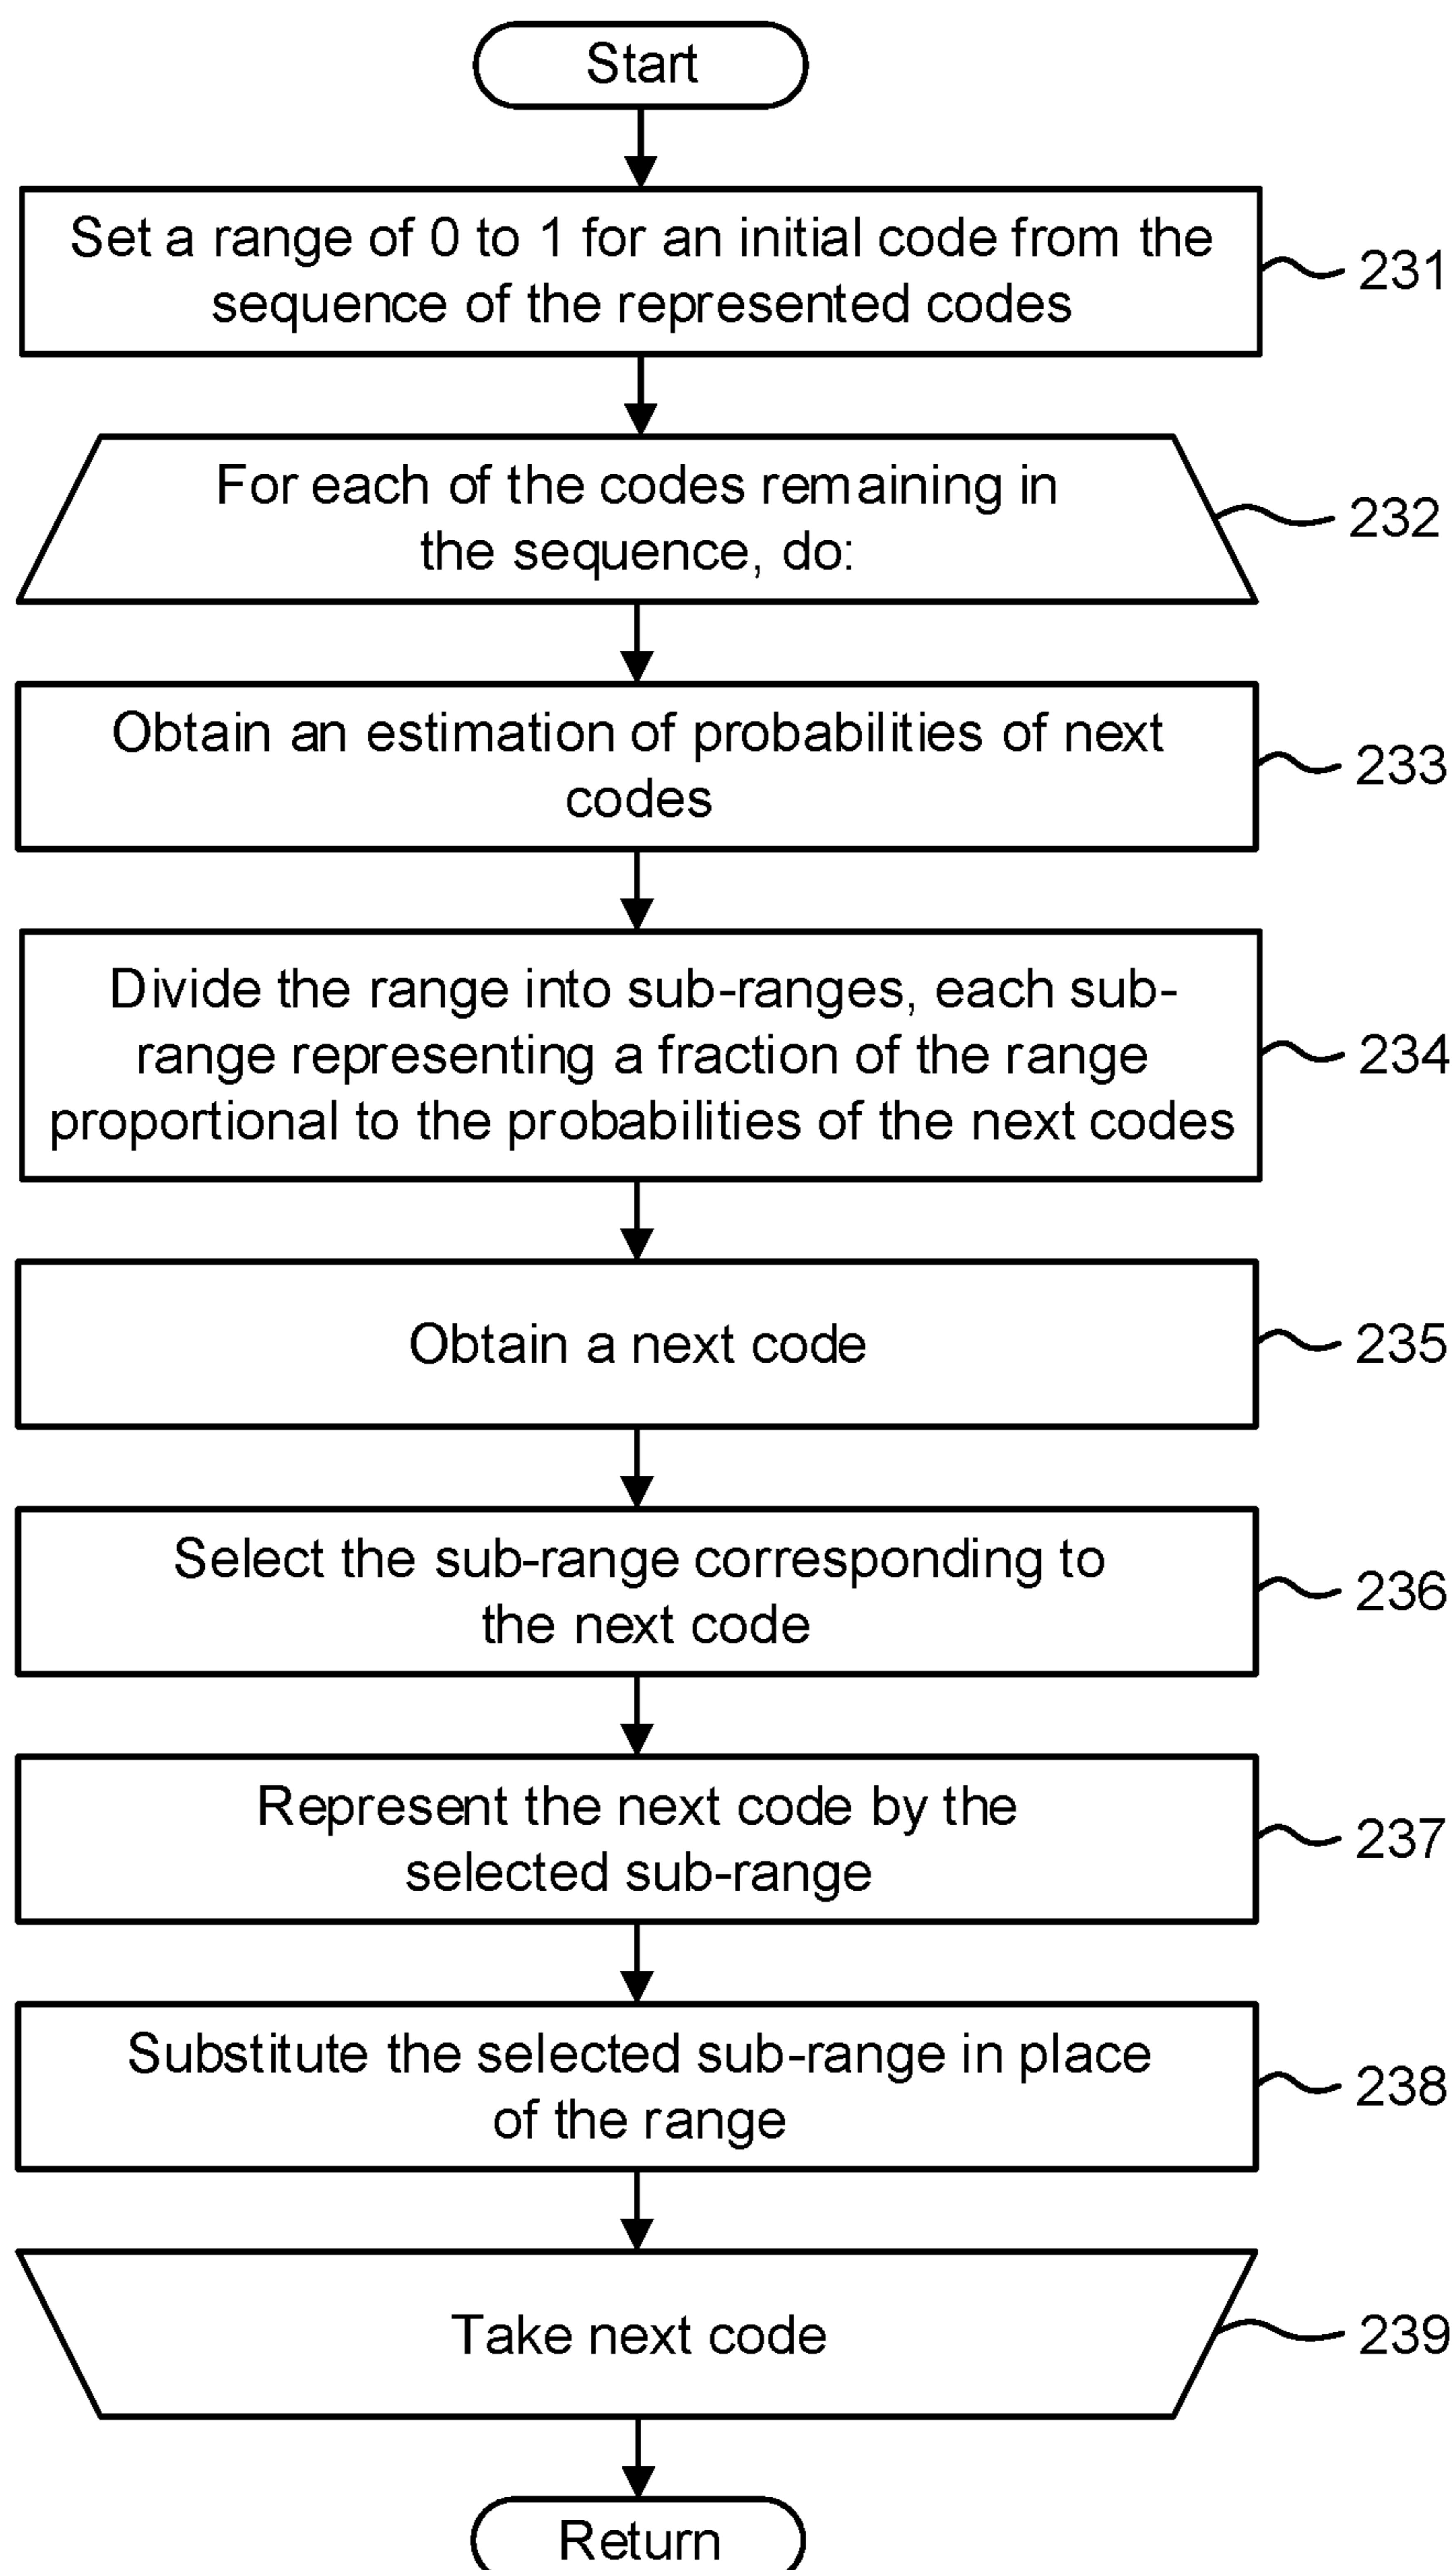 Start
Set a range of 0 to 1 for an initial code from the
sequence of the represented codes
231
For each of the codes remaining in
the sequence, do:
232
Obtain an estimation of probabilities of next
codes
233
Divide the range into sub-ranges, each sub-
range representing a fraction of the range
proportional to the probabilities of the next codes
234
Obtain a next code
235
Select the sub-range corresponding to
the next code
236
Represent the next code by the
selected sub-range
237
Substitute the selected sub-range in place
of the range
238
Take next code
239
Return